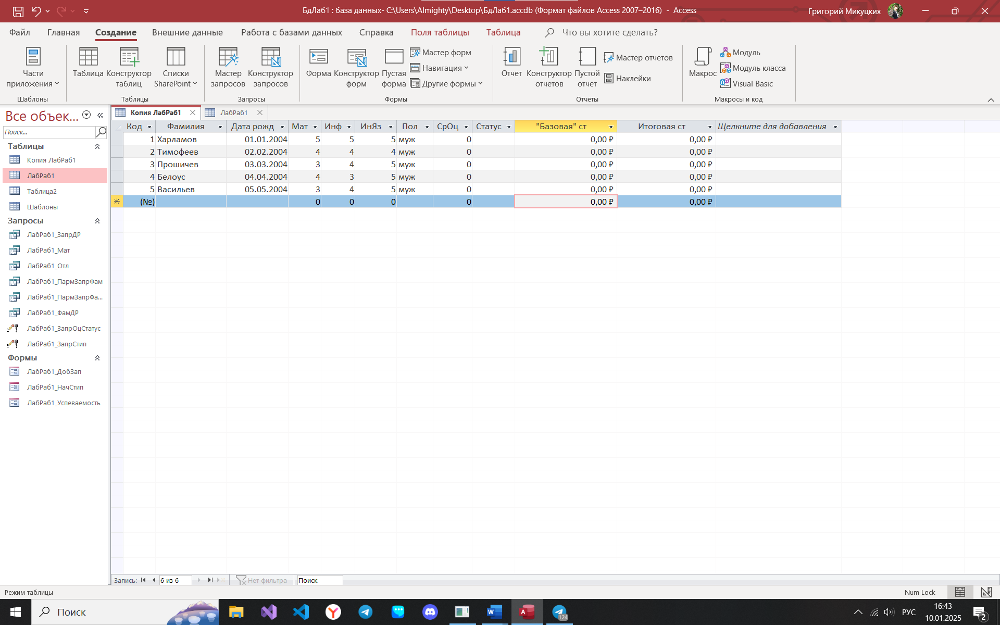 БдЛаб1 : база данных- C:\Users\Almighty\Desktop\БдЛаб1.accdb (Формат файлов Access 2007–2016)  -  Access
Григорий Микуцких
Файл
Главная
Создание
Внешние данные
Работа с базами данных
Справка
Поля таблицы
Таблица
Что вы хотите сделать?
Части приложения
Шаблоны
Таблица
Конструктор таблиц
Списки SharePoint
Таблицы
Мастер запросов
Конструктор запросов
Запросы
Форма
Конструктор форм
Пустая форма
Мастер форм
Навигация
Другие формы
Формы
Отчет
Конструктор отчетов
Пустой отчет
Мастер отчетов
Наклейки
Отчеты
Макрос
Модуль
Модуль класса
Visual Basic
Макросы и код
Все объек...
Поиск...
Таблицы
Копия ЛабРаб1
ЛабРаб1
Таблица2
Шаблоны
Запросы
ЛабРаб1_ЗапрДР
ЛабРаб1_Мат
ЛабРаб1_Отл
ЛабРаб1_ПармЗапрФам
ЛабРаб1_ПармЗапрФа...
ЛабРаб1_ФамДР
ЛабРаб1_ЗапрОцСтатус
ЛабРаб1_ЗапрСтип
Формы
ЛабРаб1_ДобЗап
ЛабРаб1_НачСтип
ЛабРаб1_Успеваемость
Копия ЛабРаб1
ЛабРаб1
Код Фамилия Дата рожд Мат Инф ИнЯз Пол СрОц Статус "Базовая" ст Итоговая ст Щелкните для добавления
1 Харламов 01.01.2004 5 5 5 муж 0 0,00 ₽ 0,00 ₽
2 Тимофеев 02.02.2004 4 4 4 муж 0 0,00 ₽ 0,00 ₽
3 Прошичев 03.03.2004 3 4 5 муж 0 0,00 ₽ 0,00 ₽
4 Белоус 04.04.2004 4 3 5 муж 0 0,00 ₽ 0,00 ₽
5 Васильев 05.05.2004 3 4 5 муж 0 0,00 ₽ 0,00 ₽
(№) 0 0 0 0 0,00 ₽ 0,00 ₽
Запись: 6 из 6 Нет фильтра Поиск
Режим таблицы
Num Lock
Поиск
124
РУС
16:43
10.01.2025
2